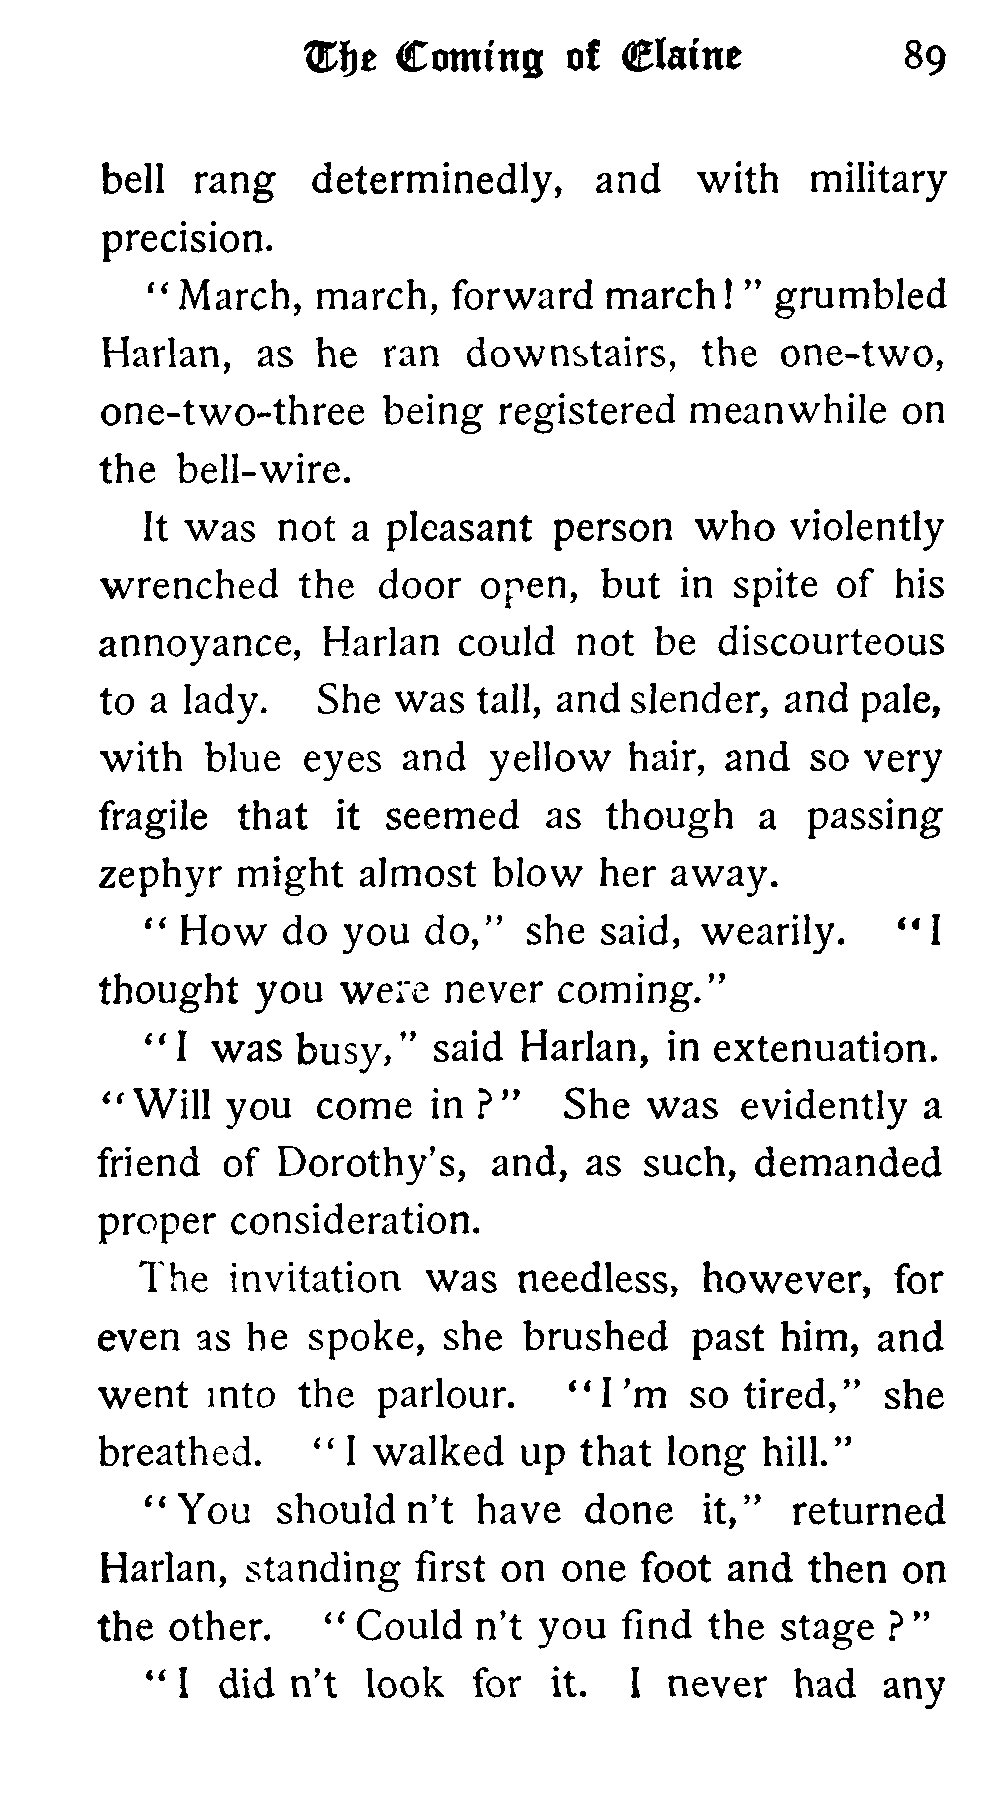 The Coming of Elaine 89
bell rang determinedly, and with military
precision.
"March, march, forward march!" grumbled
Harlan, as he ran downstairs, the one-two,
one-two-three being registered meanwhile on
the bell-wire.
It was not a pleasant person who violently
wrenched the door open, but in spite of his
annoyance, Harlan could not be discourteous
to a lady. She was tall, and slender, and pale,
with blue eyes and yellow hair, and so very
fragile that it seemed as though a passing
zephyr might almost blow her away.
"How do you do," she said, wearily. "I
thought you were never coming."
"I was busy," said Harlan, in extenuation.
"Will you come in?" She was evidently a
friend of Dorothy's, and, as such, demanded
proper consideration.
The invitation was needless, however, for
even as he spoke, she brushed past him, and
went into the parlour. "I'm so tired," she
breathed. "I walked up that long hill."
"You should n't have done it," returned
Harlan, standing first on one foot and then on
the other. "Could n't you find the stage?"
"I did n't look for it. I never had any